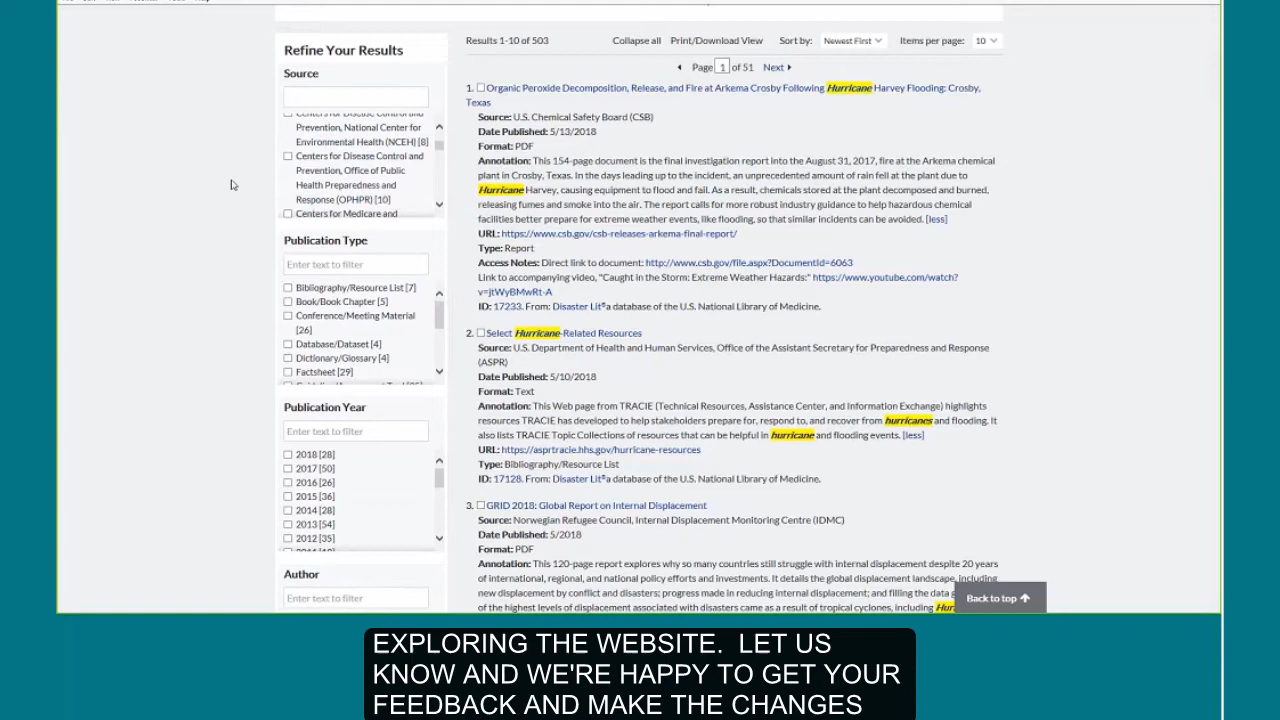 Refine Your Results
Source
Centers for Disease Control and
Prevention, National Center for
Environmental Health (NCEH) [8]
Centers for Disease Control and
Prevention, Office of Public
Health Preparedness and
Response (OPHPR) [10]
Centers for Medicare and
Publication Type
Enter text to filter
Bibliography/Resource List [7]
Book/Book Chapter [5]
Conference/Meeting Material
[26]
Database/Dataset [4]
Dictionary/Glossary [4]
Factsheet [29]
Publication Year
Enter text to filter
2018 [28]
2017 [50]
2016 [26]
2015 [36]
2014 [28]
2013 [54]
2012 [35]
Author
Enter text to filter
Results 1-10 of 503 Collapse all Print/Download View Sort by: Newest First Items per page: 10
Page 1 of 51 Next
1. Organic Peroxide Decomposition, Release, and Fire at Arkema Crosby Following Hurricane Harvey Flooding: Crosby,
Texas
Source: U.S. Chemical Safety Board (CSB)
Date Published: 5/13/2018
Format: PDF
Annotation: This 154-page document is the final investigation report into the August 31, 2017, fire at the Arkema chemical
plant in Crosby, Texas. In the days leading up to the incident, an unprecedented amount of rain fell at the plant due to
Hurricane Harvey, causing equipment to flood and fail. As a result, chemicals stored at the plant decomposed and burned,
releasing fumes and smoke into the air. The report calls for more robust industry guidance to help hazardous chemical
facilities better prepare for extreme weather events, like flooding, so that similar incidents can be avoided. [less]
URL: https://www.csb.gov/csb-releases-arkema-final-report/
Type: Report
Access Notes: Direct link to document: http://www.csb.gov/file.aspx?DocumentId=6063
Link to accompanying video, "Caught in the Storm: Extreme Weather Hazards:" https://www.youtube.com/watch?
v=jtWyBMwRt-A
ID: 17233. From: Disaster Lit® a database of the U.S. National Library of Medicine.
2. Select Hurricane-Related Resources
Source: U.S. Department of Health and Human Services, Office of the Assistant Secretary for Preparedness and Response
(ASPR)
Date Published: 5/10/2018
Format: Text
Annotation: This Web page from TRACIE (Technical Resources, Assistance Center, and Information Exchange) highlights
resources TRACIE has developed to help stakeholders prepare for, respond to, and recover from hurricanes and flooding. It
also lists TRACIE Topic Collections of resources that can be helpful in hurricane and flooding events. [less]
URL: https://asprtracie.hhs.gov/hurricane-resources
Type: Bibliography/Resource List
ID: 17128. From: Disaster Lit® a database of the U.S. National Library of Medicine.
3. GRID 2018: Global Report on Internal Displacement
Source: Norwegian Refugee Council, Internal Displacement Monitoring Centre (IDMC)
Date Published: 5/2018
Format: PDF
Annotation: This 120-page report explores why so many countries still struggle with internal displacement despite 20 years
of international, regional, and national policy efforts and investments. It details the global displacement landscape, including
new displacement by conflict and disasters; progress made in reducing internal displacement; and filling the data
of the highest levels of displacement associated with disasters came as a result of tropical cyclones, including
Back to top
EXPLORING THE WEBSITE. LET US
KNOW AND WE'RE HAPPY TO GET YOUR
FEEDBACK AND MAKE THE CHANGES